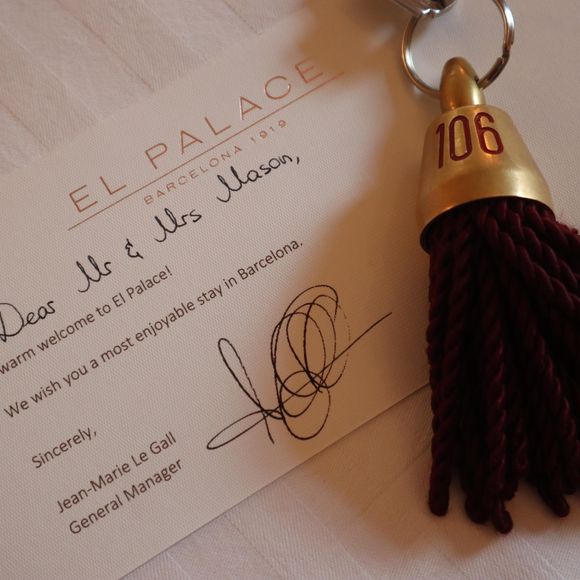 EL PALACE
BARCELONA 1919
Dear Mr & Mrs Mason,
warm welcome to El Palace!
We wish you a most enjoyable stay in Barcelona.
Sincerely,
Jean-Marie Le Gall
General Manager
106